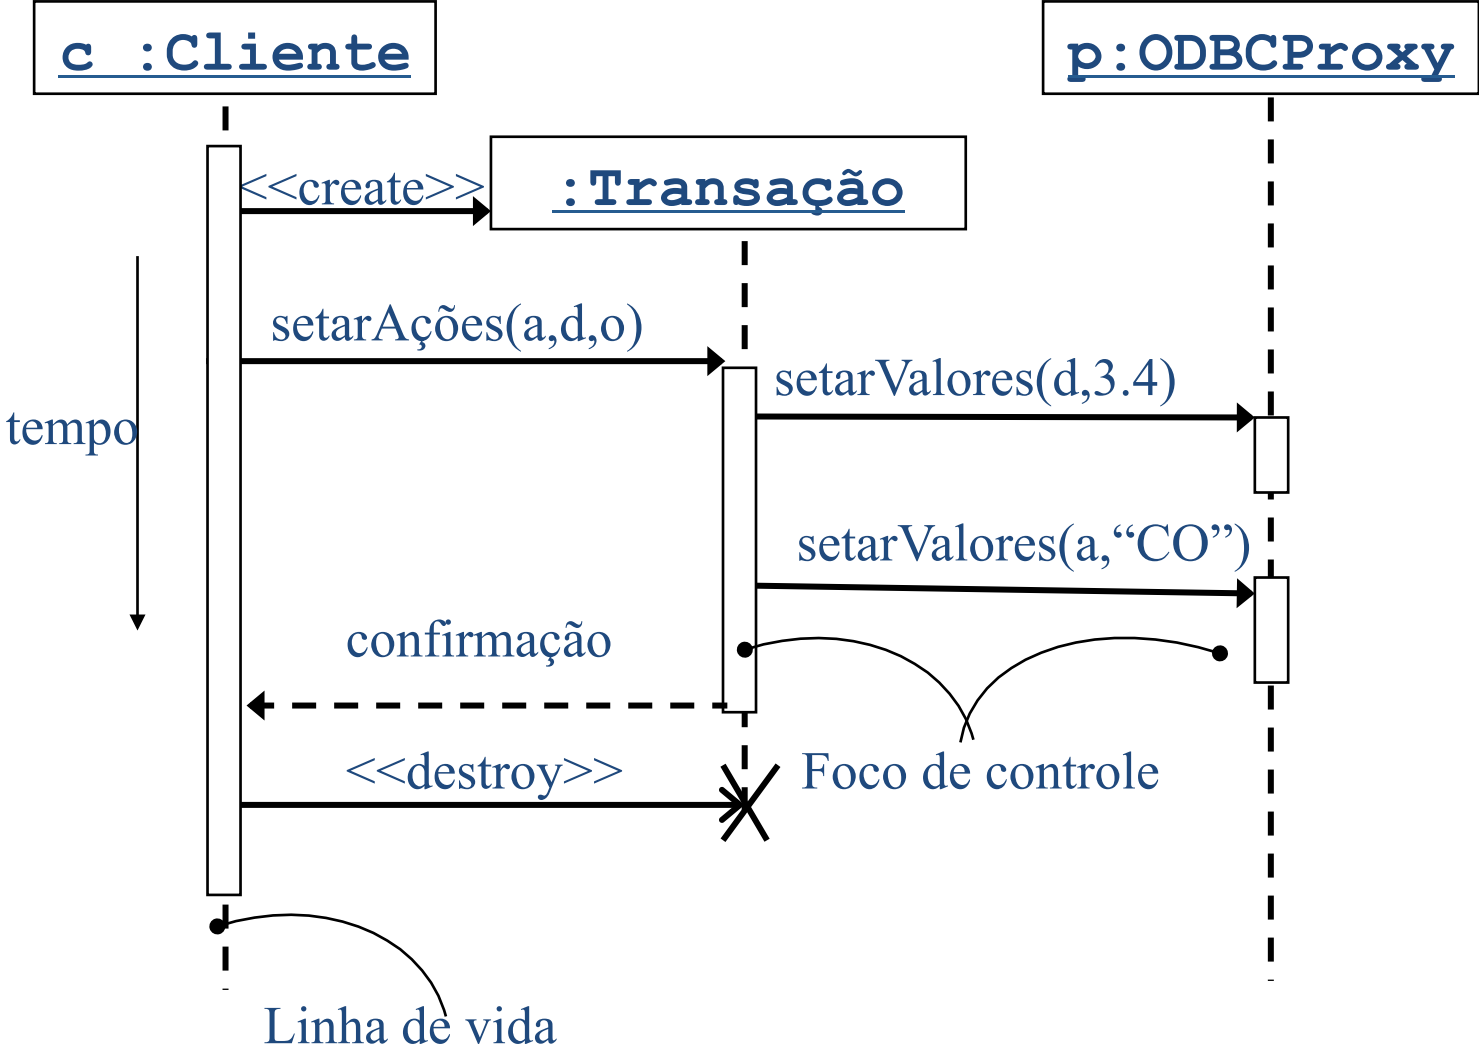 c :Cliente
p:ODBCProxy
<<create>>
:Transação
setarAções(a,d,o)
setarValores(d,3.4)
tempo
setarValores(a,“CO”)
confirmação
<<destroy>>
Foco de controle
Linha de vida